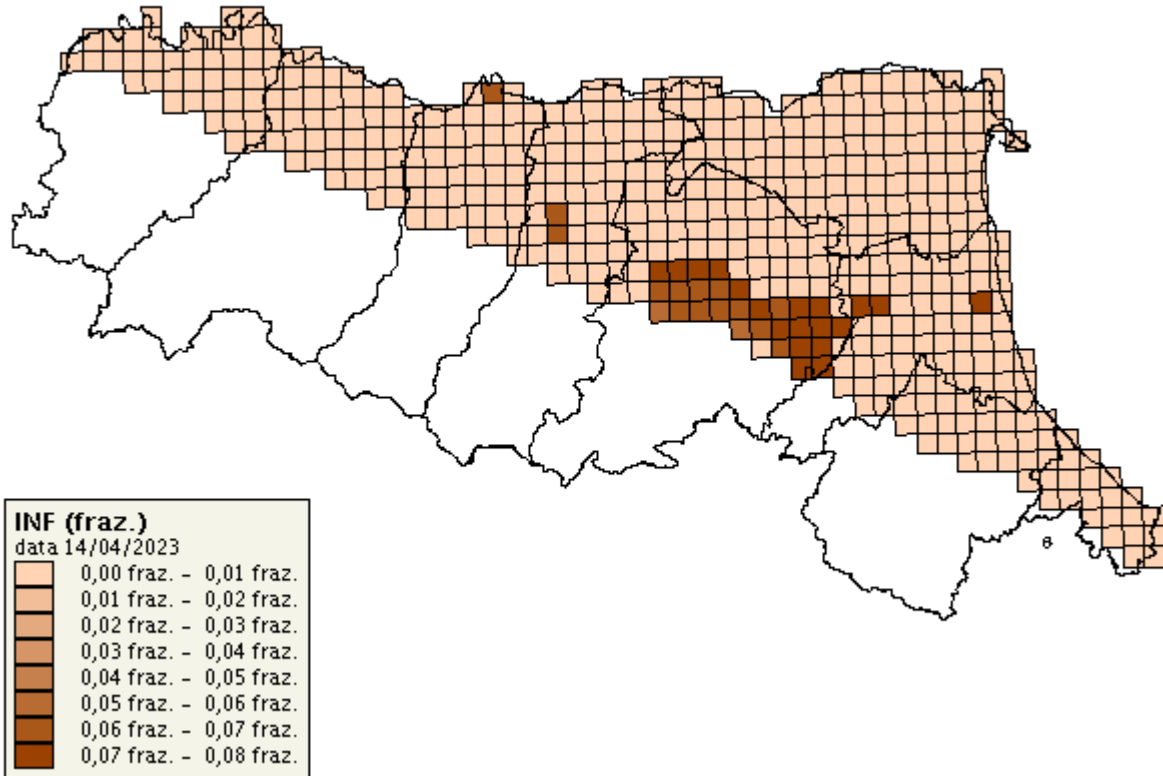 INF (fraz.)
data 14/04/2023
0,00 fraz. - 0,01 fraz.
0,01 fraz. - 0,02 fraz.
0,02 fraz. - 0,03 fraz.
0,03 fraz. - 0,04 fraz.
0,04 fraz. - 0,05 fraz.
0,05 fraz. - 0,06 fraz.
0,06 fraz. - 0,07 fraz.
0,07 fraz. - 0,08 fraz.